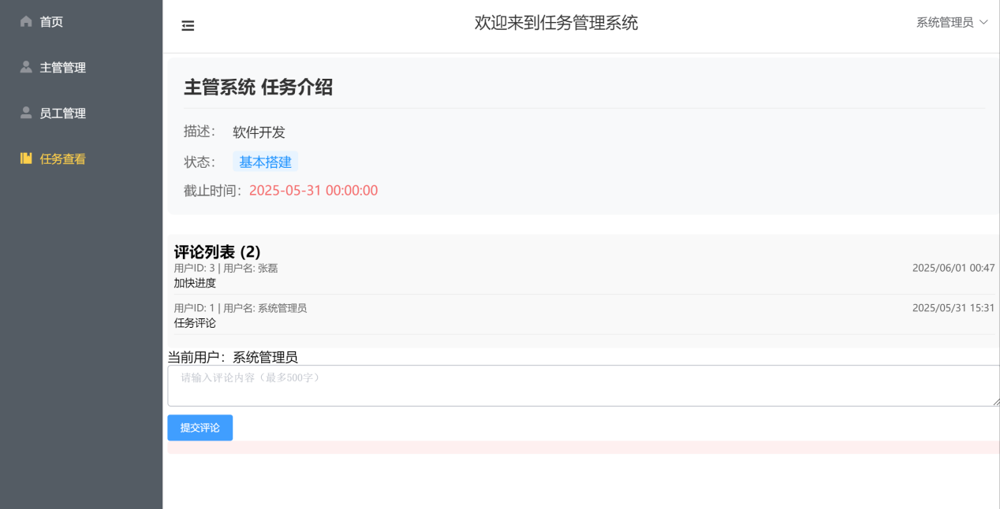 首页
主管管理
员工管理
任务查看
欢迎来到任务管理系统
系统管理员
主管系统 任务介绍
描述： 软件开发
状态： 基本搭建
截止时间：2025-05-31 00:00:00
评论列表 (2)
用户ID: 3 | 用户名: 张磊 2025/06/01 00:47
加快进度
用户ID: 1 | 用户名: 系统管理员 2025/05/31 15:31
任务评论
当前用户：系统管理员
请输入评论内容（最多500字）
提交评论